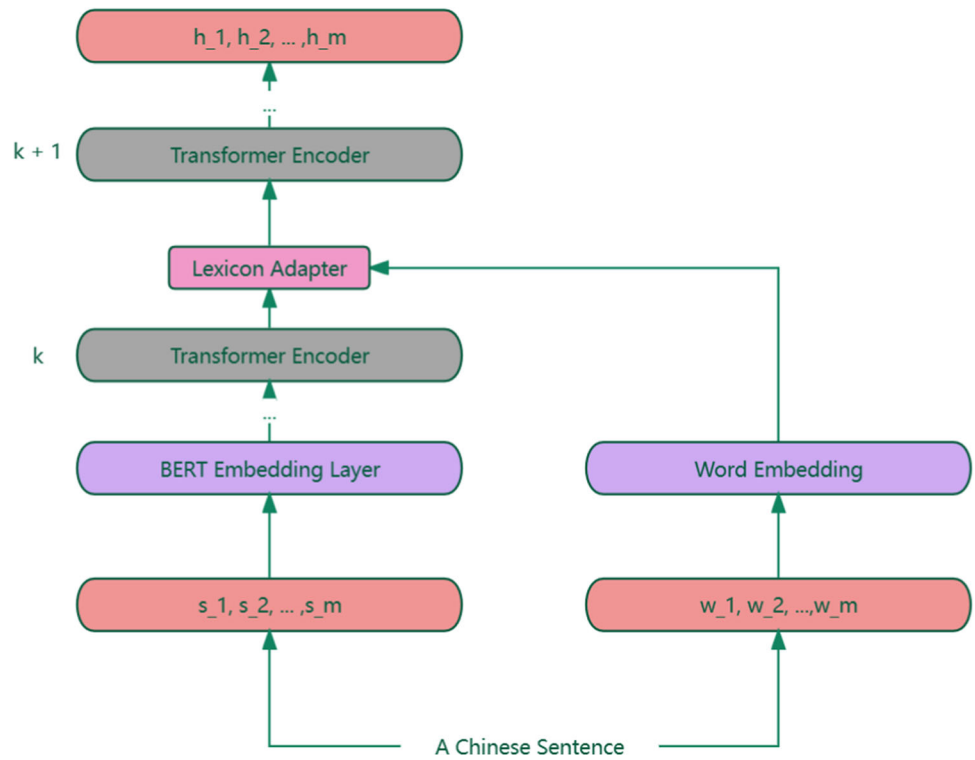 h_1, h_2, ... ,h_m
...
k + 1
Transformer Encoder
Lexicon Adapter
k
Transformer Encoder
...
BERT Embedding Layer
Word Embedding
s_1, s_2, ... ,s_m
w_1, w_2, ...,w_m
A Chinese Sentence